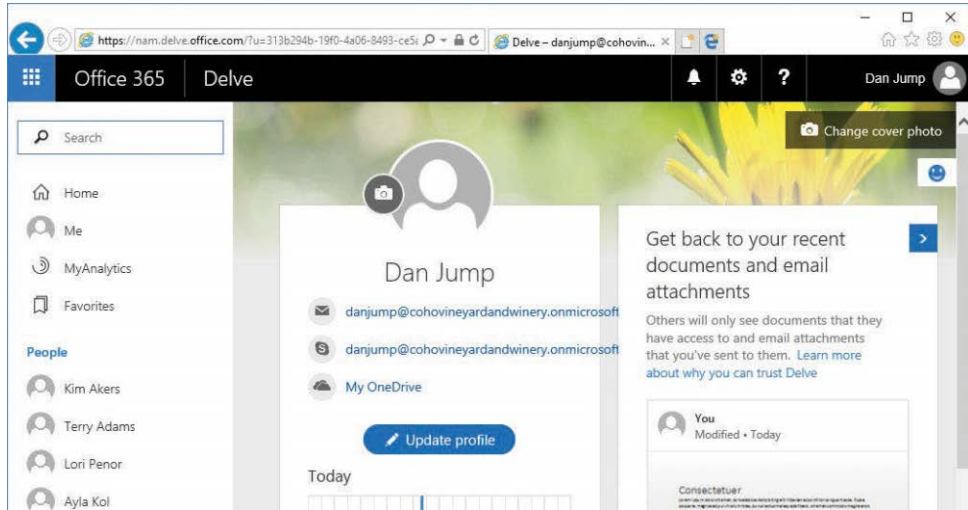 https://nam.delve.office.com/?u=313b294b-19f0-4a06-8493-ce5
Delve – danjump@cohovin...
Office 365
Delve
?
Dan Jump
Search
Home
Me
MyAnalytics
Favorites
People
Kim Akers
Terry Adams
Lori Penor
Ayla Kol
Change cover photo
Dan Jump
danjump@cohovineyardandwinery.onmicrosoft
danjump@cohovineyardandwinery.onmicrosoft
My OneDrive
Update profile
Today
Get back to your recent
documents and email
attachments
Others will only see documents that they
have access to and email attachments
that you've sent to them. Learn more
about why you can trust Delve
You
Modified • Today
Consectetuer